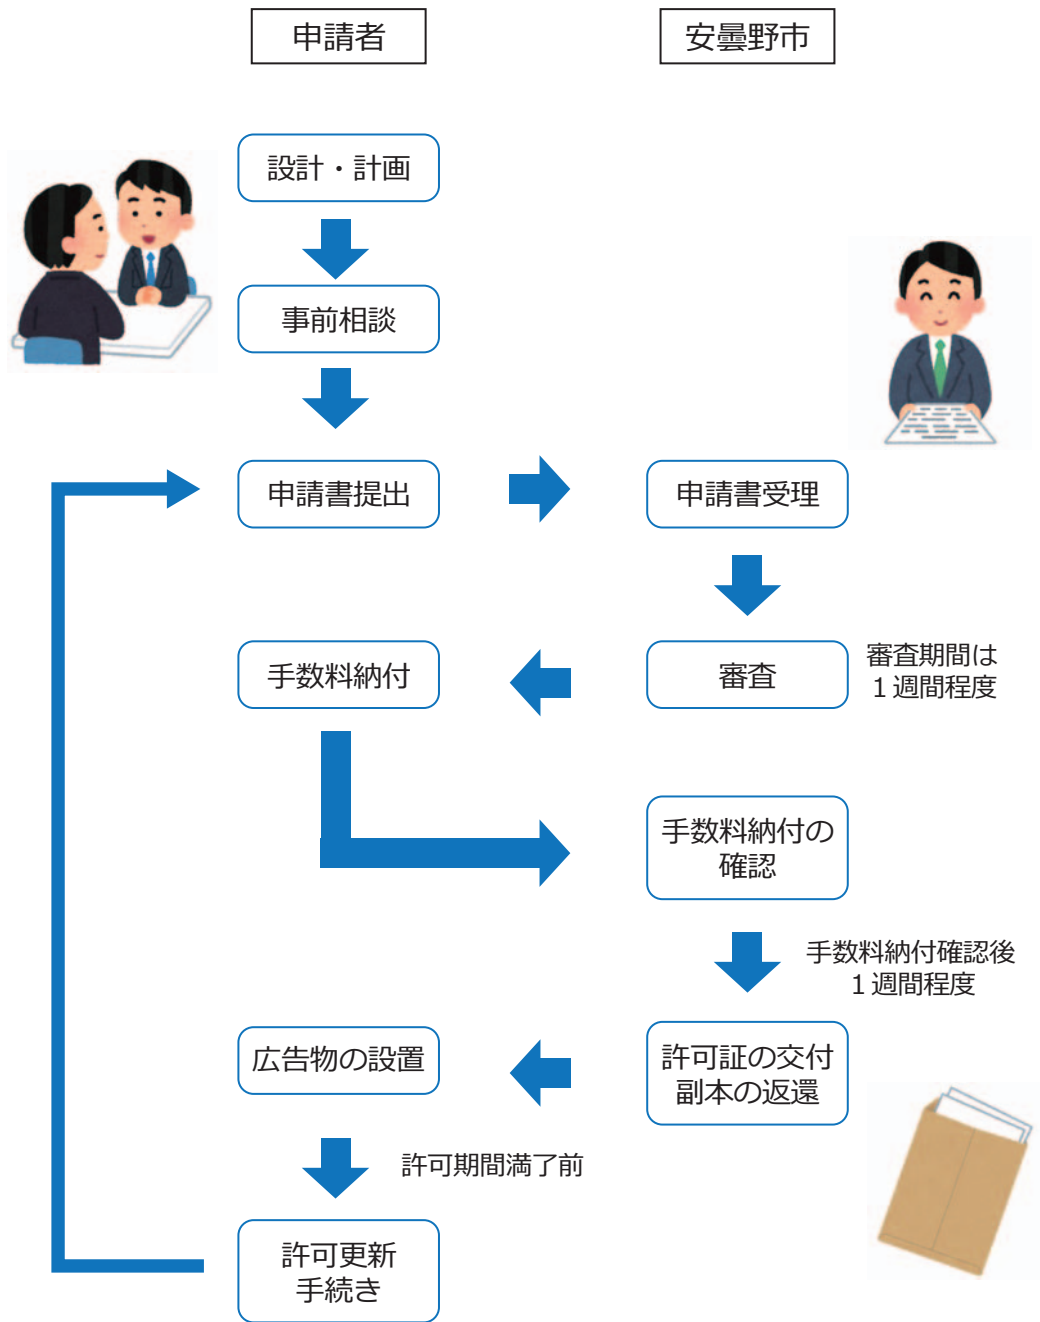 申請者
安曇野市
設計・計画
事前相談
申請書提出
申請書受理
手数料納付
審査
審査期間は
１週間程度
手数料納付の
確認
手数料納付確認後
１週間程度
広告物の設置
許可証の交付
副本の返還
許可期間満了前
許可更新
手続き